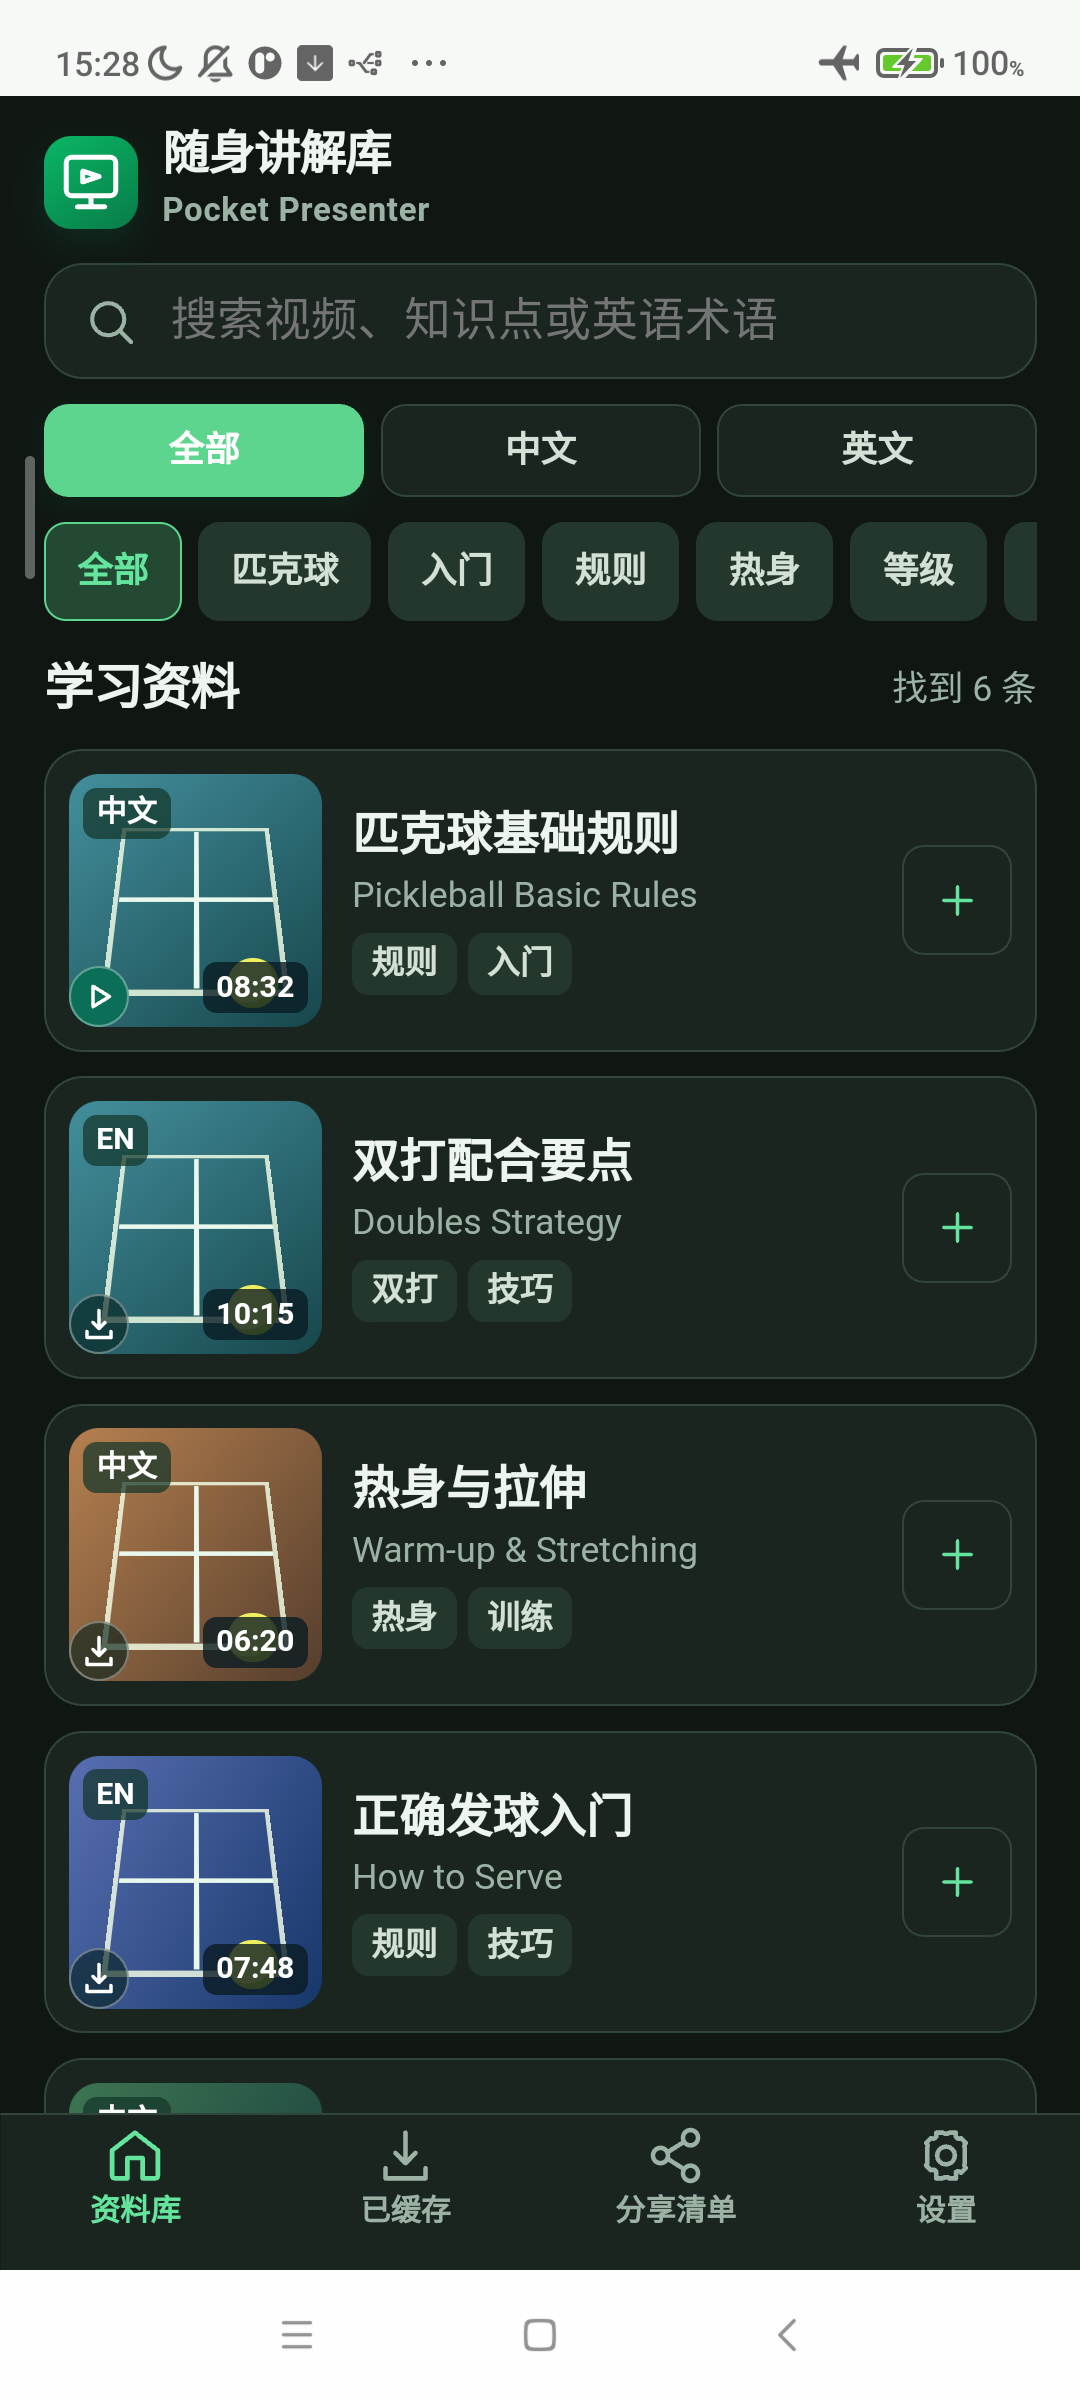 15:28
100%
随身讲解库
Pocket Presenter
搜索视频、知识点或英语术语
全部 中文 英文
全部 匹克球 入门 规则 热身 等级
学习资料 找到 6 条
中文
08:32
匹克球基础规则
Pickleball Basic Rules
规则 入门
EN
10:15
双打配合要点
Doubles Strategy
双打 技巧
中文
06:20
热身与拉伸
Warm-up & Stretching
热身 训练
EN
07:48
正确发球入门
How to Serve
规则 技巧
中文
资料库 已缓存 分享清单 设置